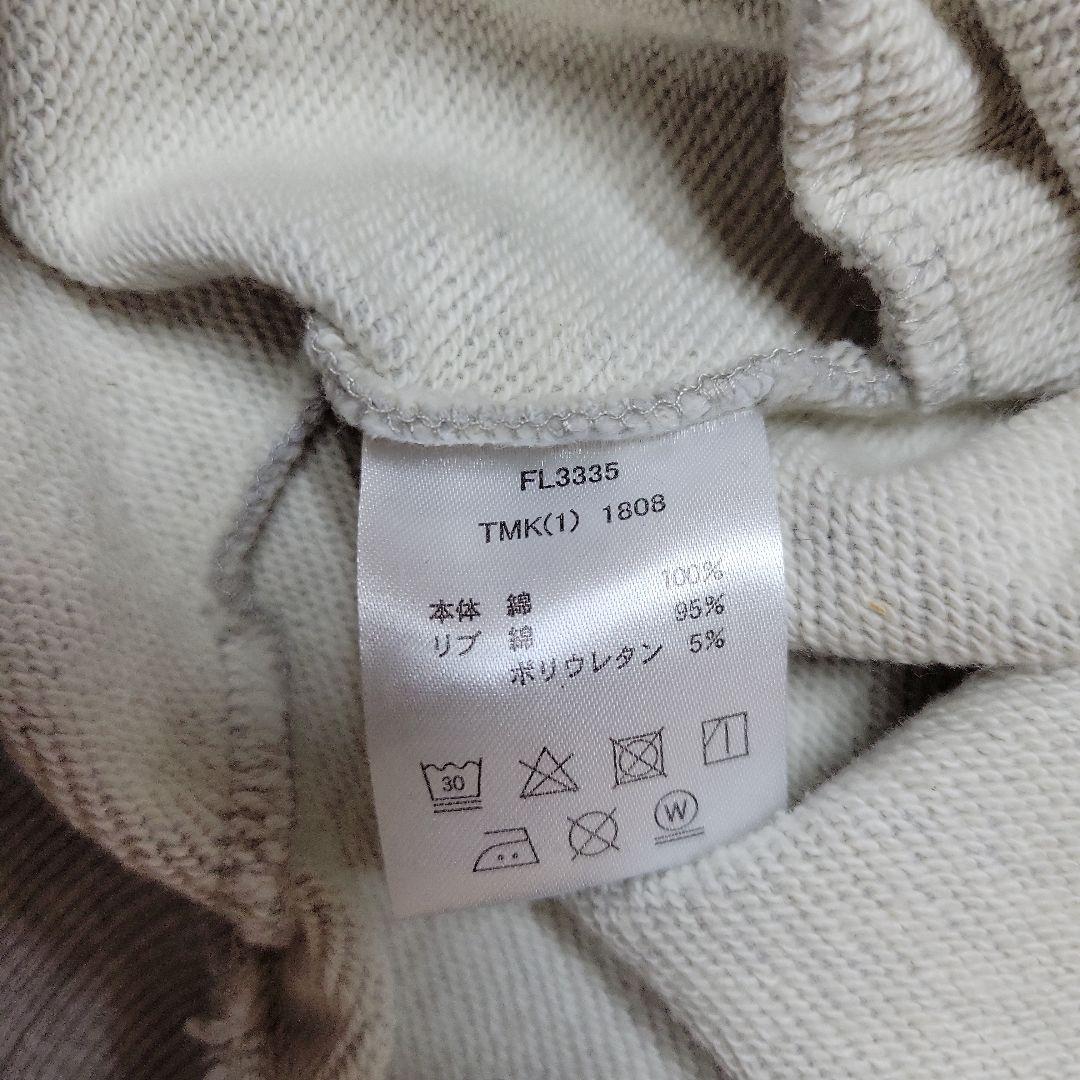 FL3335
TMK(1) 1808
100%
本体 綿 95%
リブ 綿 5%
ポリウレタン
30
W